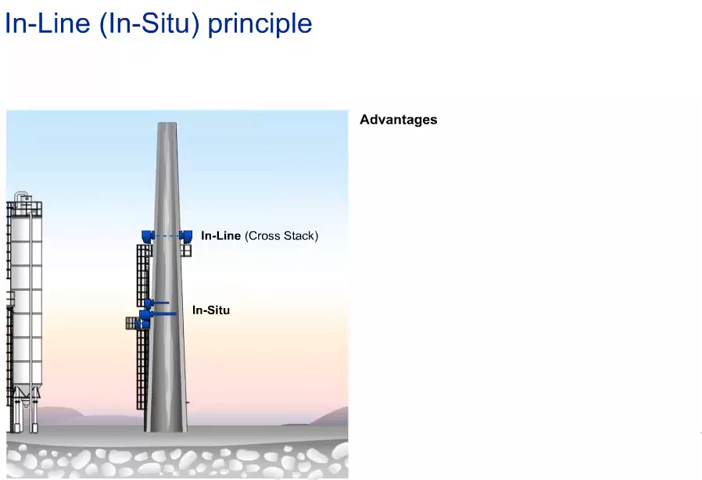 In-Line (In-Situ) principle
Advantages
In-Line (Cross Stack)
In-Situ